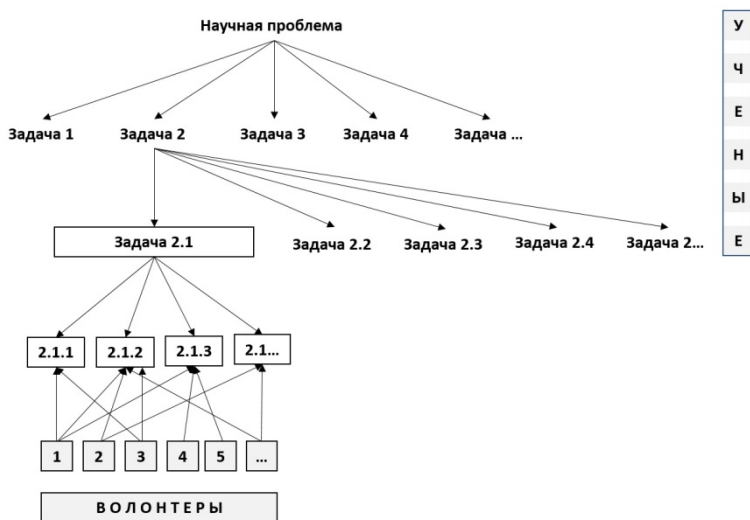 Научная проблема
Задача 1 Задача 2 Задача 3 Задача 4 Задача ...
Задача 2.1 Задача 2.2 Задача 2.3 Задача 2.4 Задача 2...
2.1.1 2.1.2 2.1.3 2.1...
1 2 3 4 5 ...
В О Л О Н Т Е Р Ы
У
Ч
Е
Н
Ы
Е